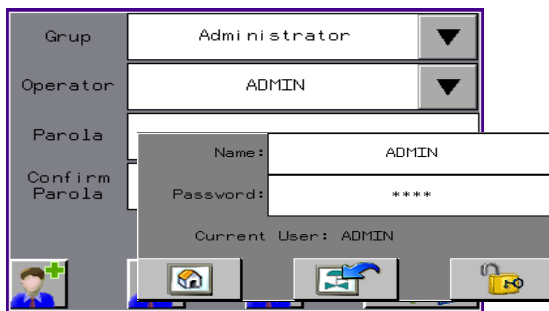 Grup Administrator
Operator ADMIN
Parola
Confirm
Parola
Name: ADMIN
Password: ****
Current User: ADMIN